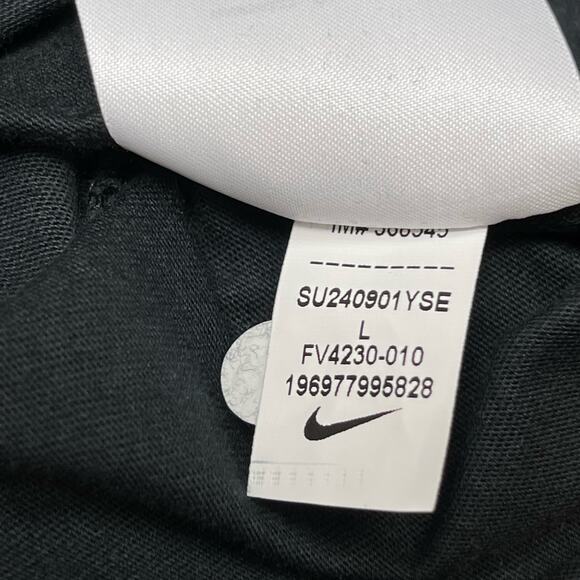 ---------
SU240901YSE
L
FV4230-010
196977995828